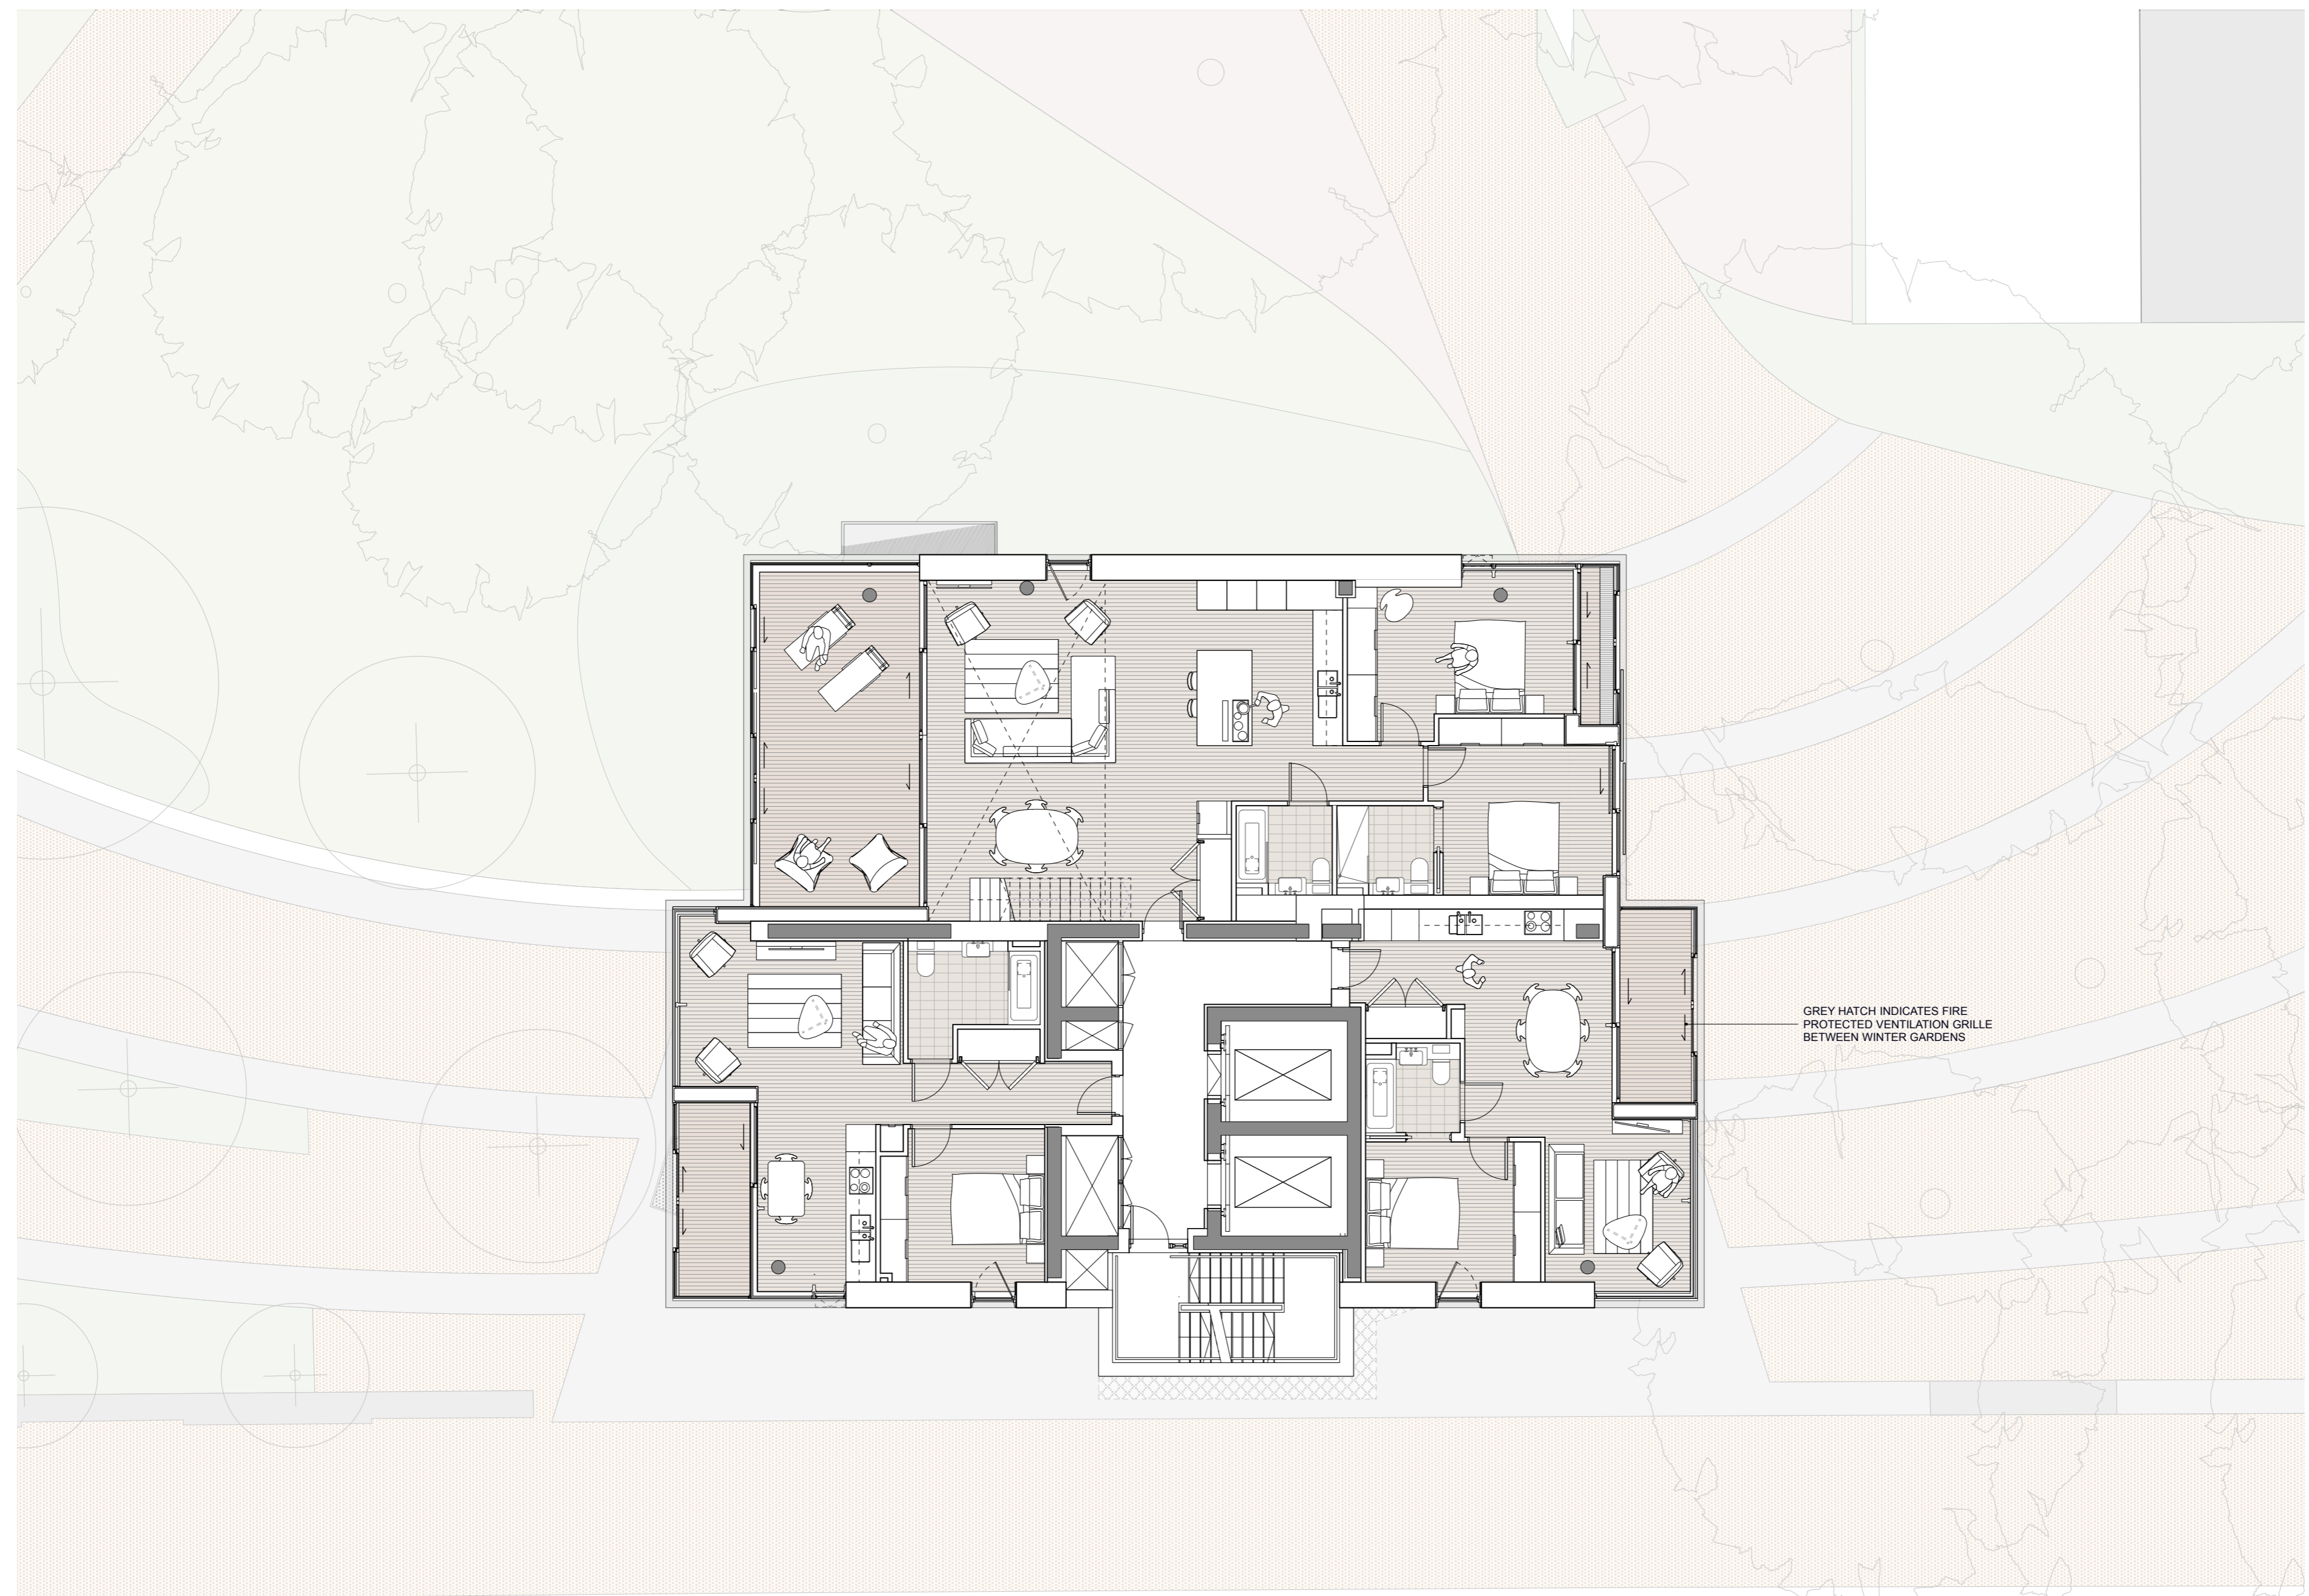 GREY HATCH INDICATES FIRE
PROTECTED VENTILATION GRILLE
BETWEEN WINTER GARDENS